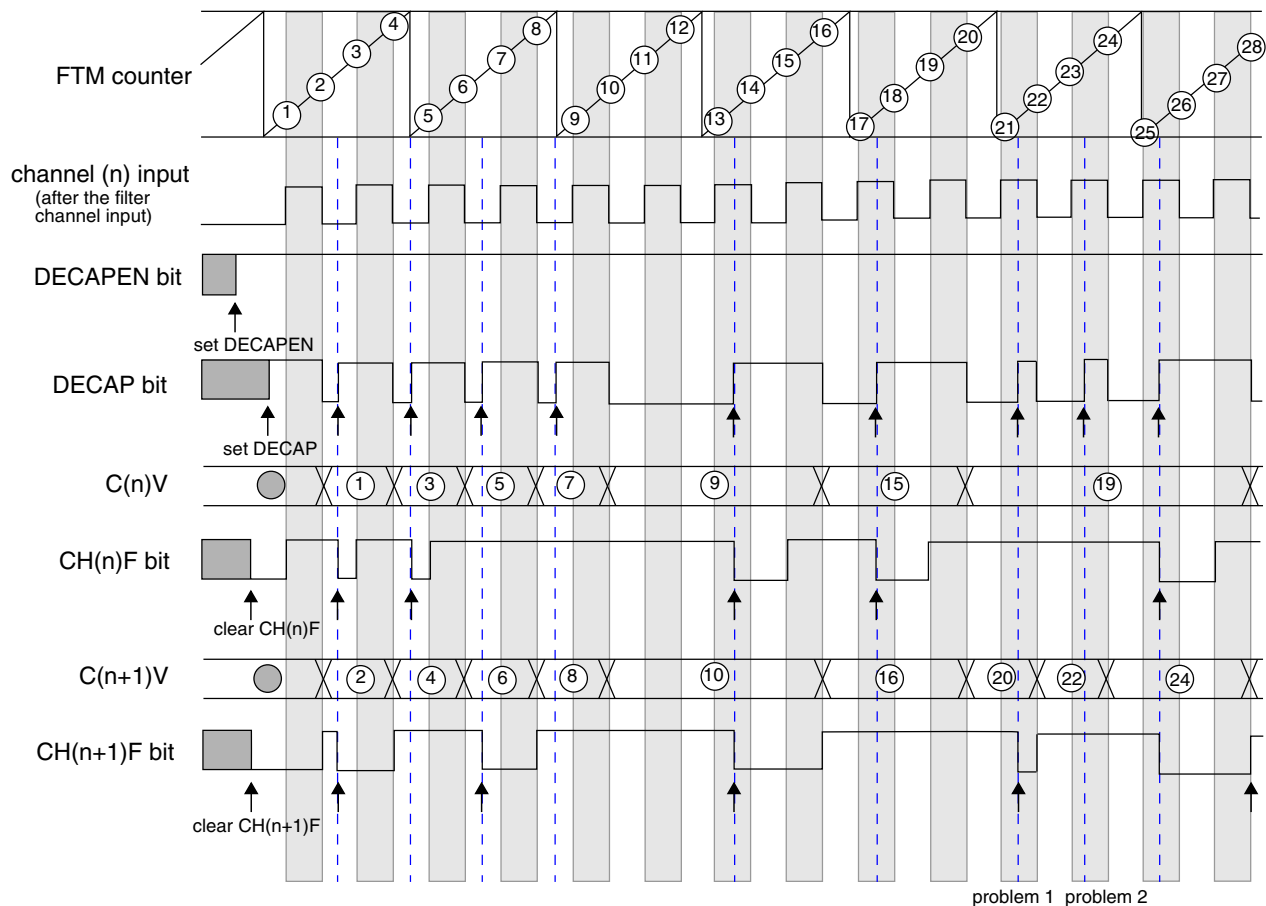 4 8 12 16 20 24 28
3 7 11 15 19 23 27
FTM counter
2 6 10 14 18 22 26
1 5 9 13 17 21 25
channel (n) input
(after the filter
channel input)
DECAPEN bit
set DECAPEN
DECAP bit
set DECAP
C(n)V
1 3 5 7 9 15 19
CH(n)F bit
clear CH(n)F
C(n+1)V
2 4 6 8 10 16 20 22 24
CH(n+1)F bit
clear CH(n+1)F
problem 1 problem 2